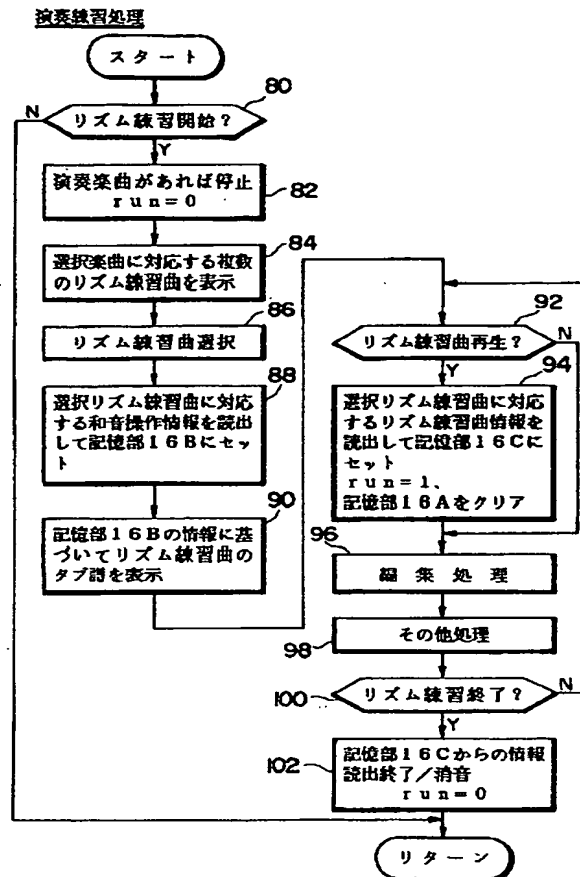 演奏練習処理
スタート
80
リズム練習開始?
N
Y
演奏楽曲があれば停止
run=0
82
84
選択楽曲に対応する複数
のリズム練習曲を表示
86
リズム練習曲選択
88
選択リズム練習曲に対応
する和音操作情報を読出
して記憶部16Bにセッ
ト
90
記憶部16Bの情報に基
づいてリズム練習曲の
タブ譜を表示
92
リズム練習曲再生?
N
Y
94
選択リズム練習曲に対応
するリズム練習曲情報を
読出して記憶部16Cに
セット
run=1、
記憶部16Aをクリア
96
編集処理
98
その他処理
100
リズム練習終了?
N
Y
102
記憶部16Cからの情報
読出終了/消音
run=0
リターン